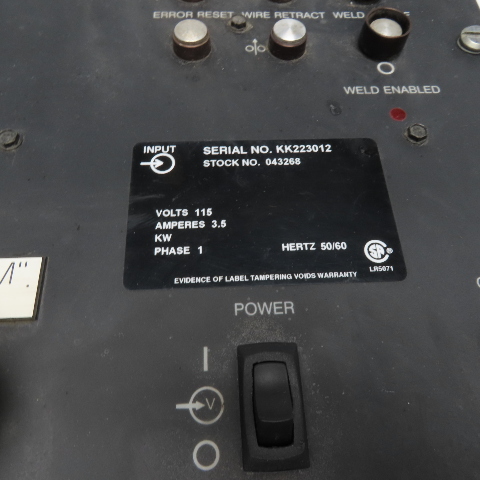 ERROR RESET WIRE RETRACT WELD
WELD ENABLED
INPUT
SERIAL NO. KK223012
STOCK NO. 043268
VOLTS 115
AMPERES 3.5
KW
PHASE 1
HERTZ 50/60
LR5071
EVIDENCE OF LABEL TAMPERING VOIDS WARRANTY
POWER
V